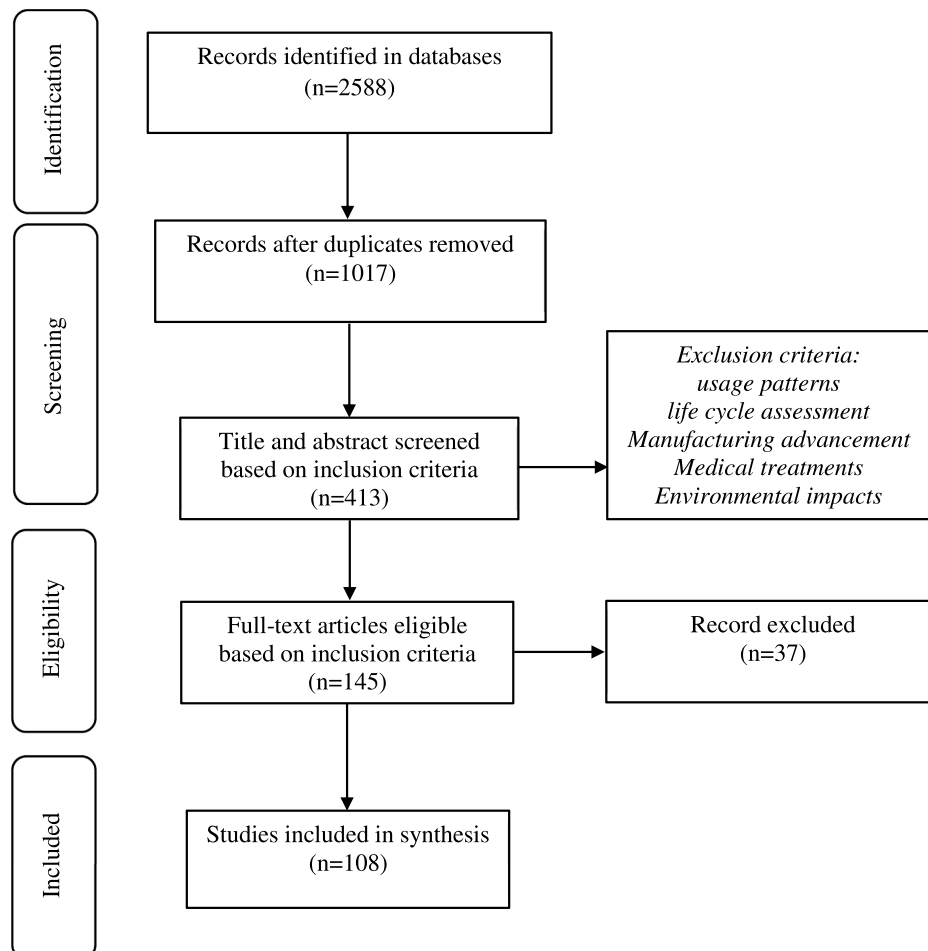 Identification
Records identified in databases
(n=2588)
Screening
Records after duplicates removed
(n=1017)
Title and abstract screened
based on inclusion criteria
(n=413)
Exclusion criteria:
usage patterns
life cycle assessment
Manufacturing advancement
Medical treatments
Environmental impacts
Eligibility
Full-text articles eligible
based on inclusion criteria
(n=145)
Record excluded
(n=37)
Included
Studies included in synthesis
(n=108)